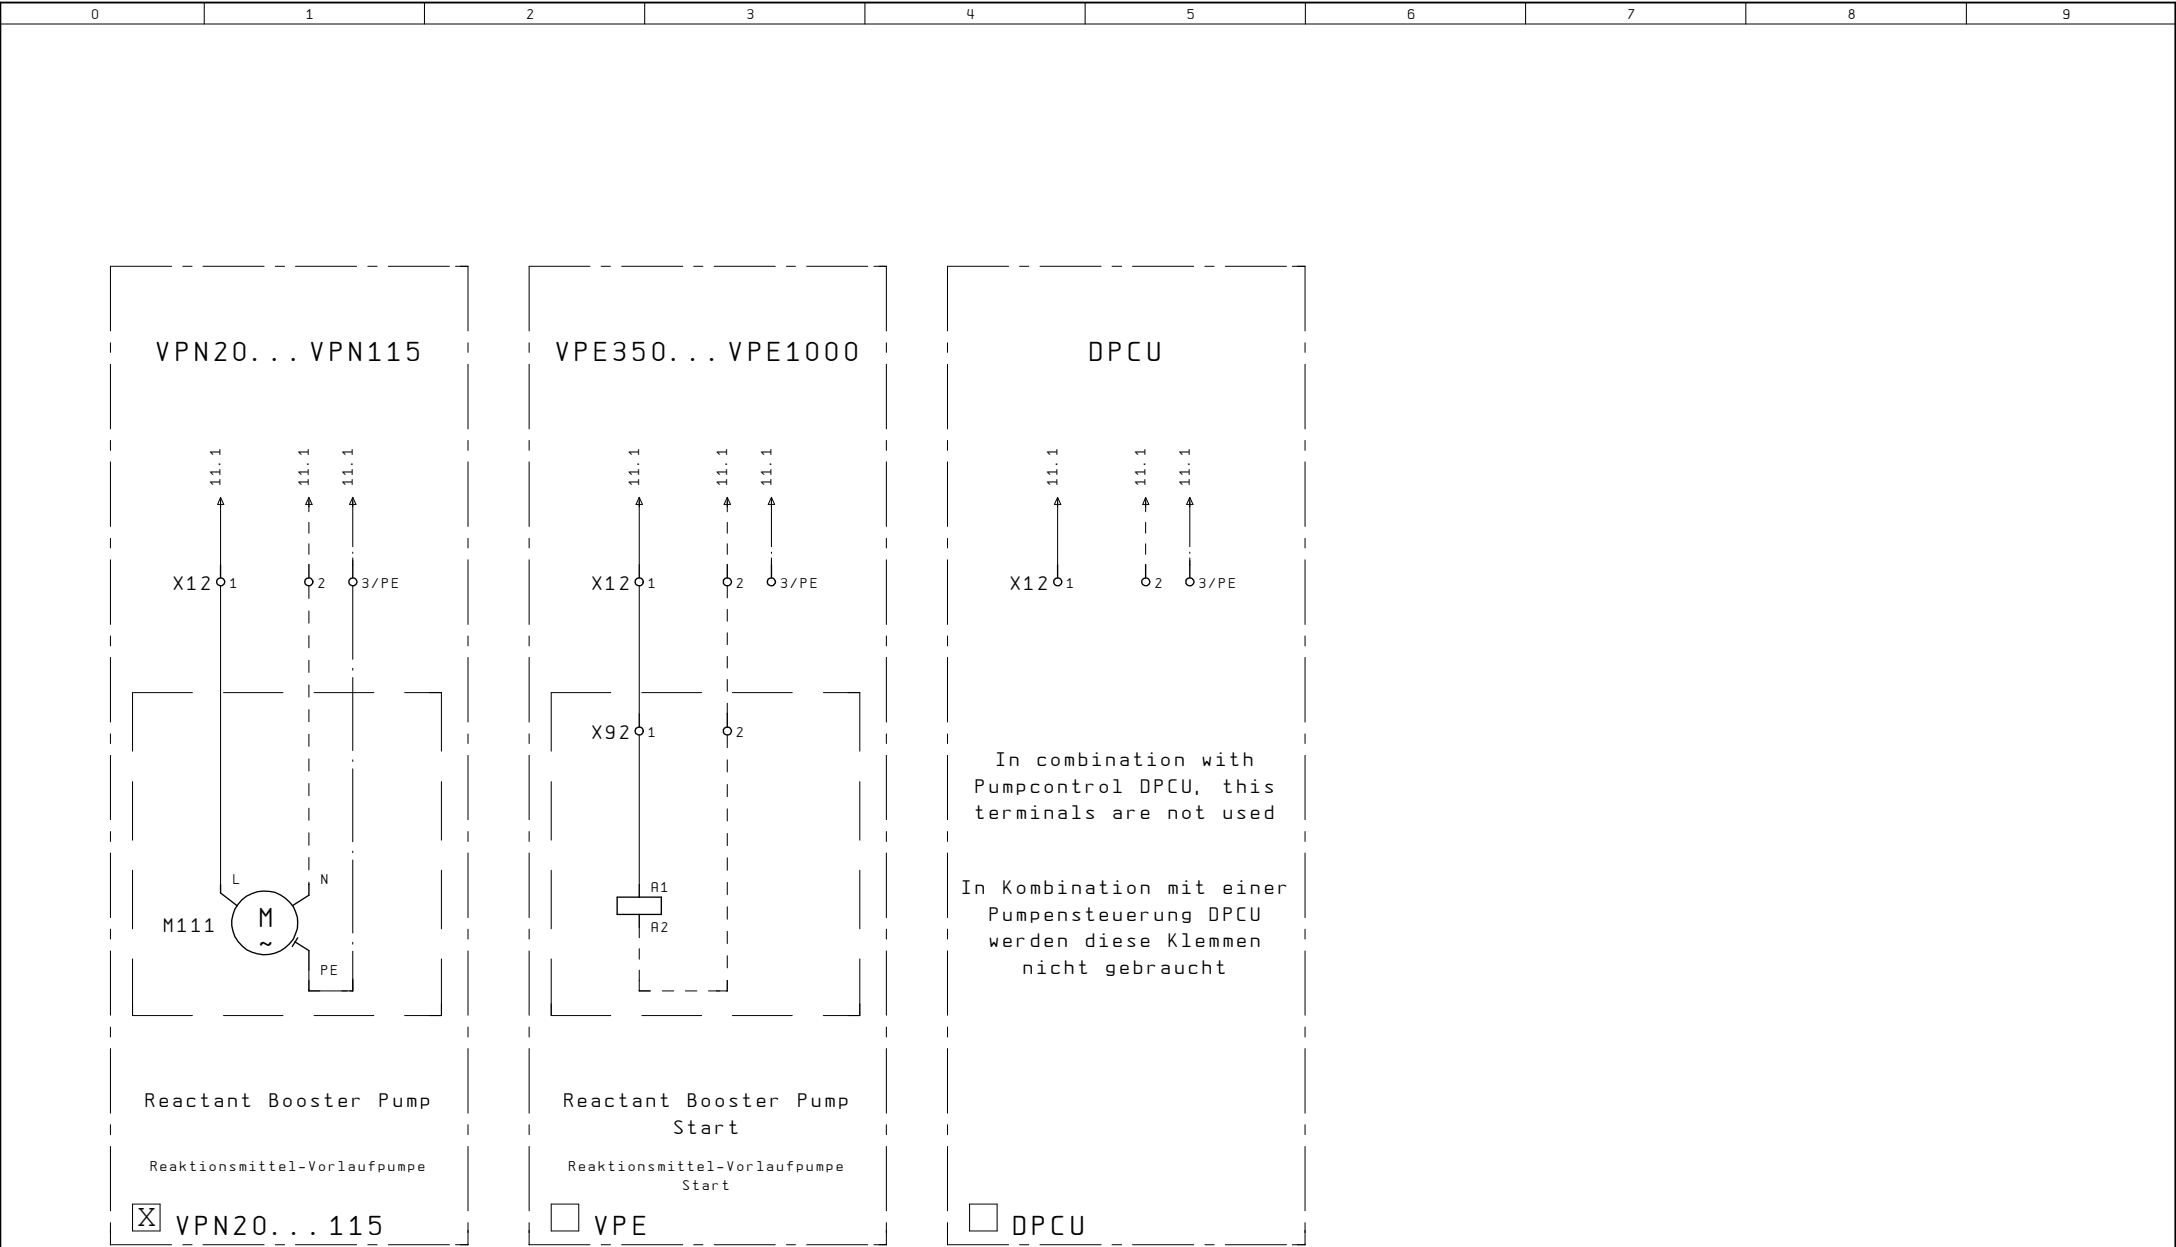 0 1 2 3 4 5 6 7 8 9
VPN20...VPN115
11.1 11.1 11.1
X12 1 2 3/PE
L N
M111 M ~
PE
Reactant Booster Pump
Reaktionsmittel-Vorlaufpumpe
X VPN20...115
VPE350...VPE1000
11.1 11.1 11.1
X12 1 2 3/PE
X92 1 2
A1
A2
Reactant Booster Pump
Start
Reaktionsmittel-Vorlaufpumpe
Start
VPE
DPCU
11.1 11.1 11.1
X12 1 2 3/PE
In combination with
Pumpcontrol DPCU, this
terminals are not used
In Kombination mit einer
Pumpensteuerung DPCU
werden diese Klemmen
nicht gebraucht
DPCU